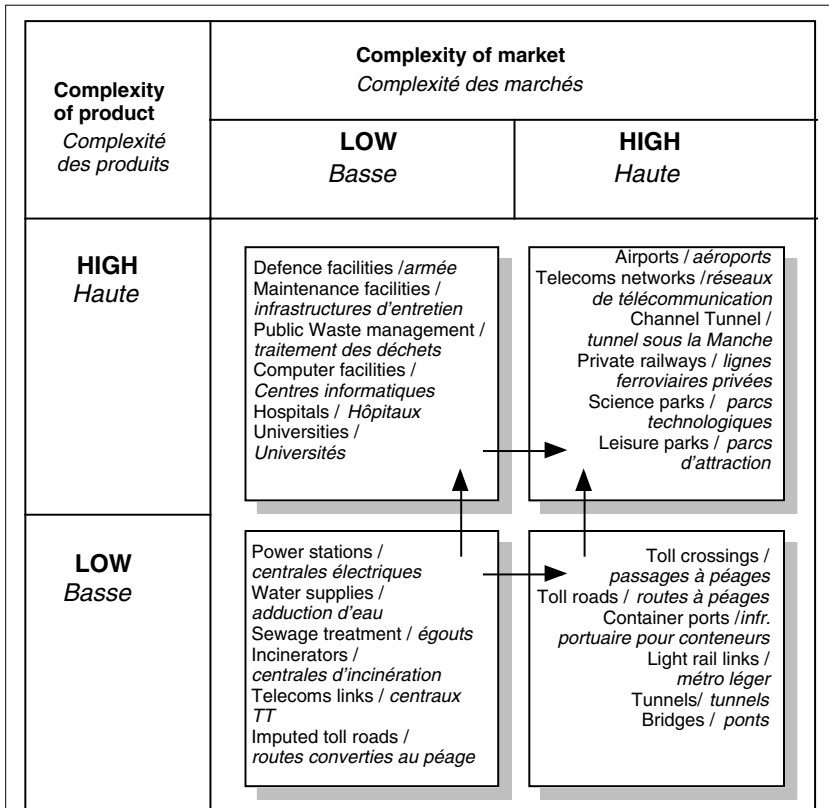 Complexity
of product
Complexité
des produits
Complexity of market
Complexité des marchés
LOW
Basse
HIGH
Haute
HIGH
Haute
Defence facilities /armée
Maintenance facilities /
infrastructures d'entretien
Public Waste management /
traitement des déchets
Computer facilities /
Centres informatiques
Hospitals / Hôpitaux
Universities /
Universités
Airports / aéroports
Telecoms networks /réseaux
de télécommunication
Channel Tunnel /
tunnel sous la Manche
Private railways / lignes
ferroviaires privées
Science parks / parcs
technologiques
Leisure parks / parcs
d'attraction
LOW
Basse
Power stations /
centrales électriques
Water supplies /
adduction d'eau
Sewage treatment / égouts
Incinerators /
centrales d'incinération
Telecoms links / centraux
TT
Imputed toll roads /
routes converties au péage
Toll crossings /
passages à péages
Toll roads / routes à péages
Container ports /infr.
portuaire pour conteneurs
Light rail links /
métro léger
Tunnels/ tunnels
Bridges / ponts